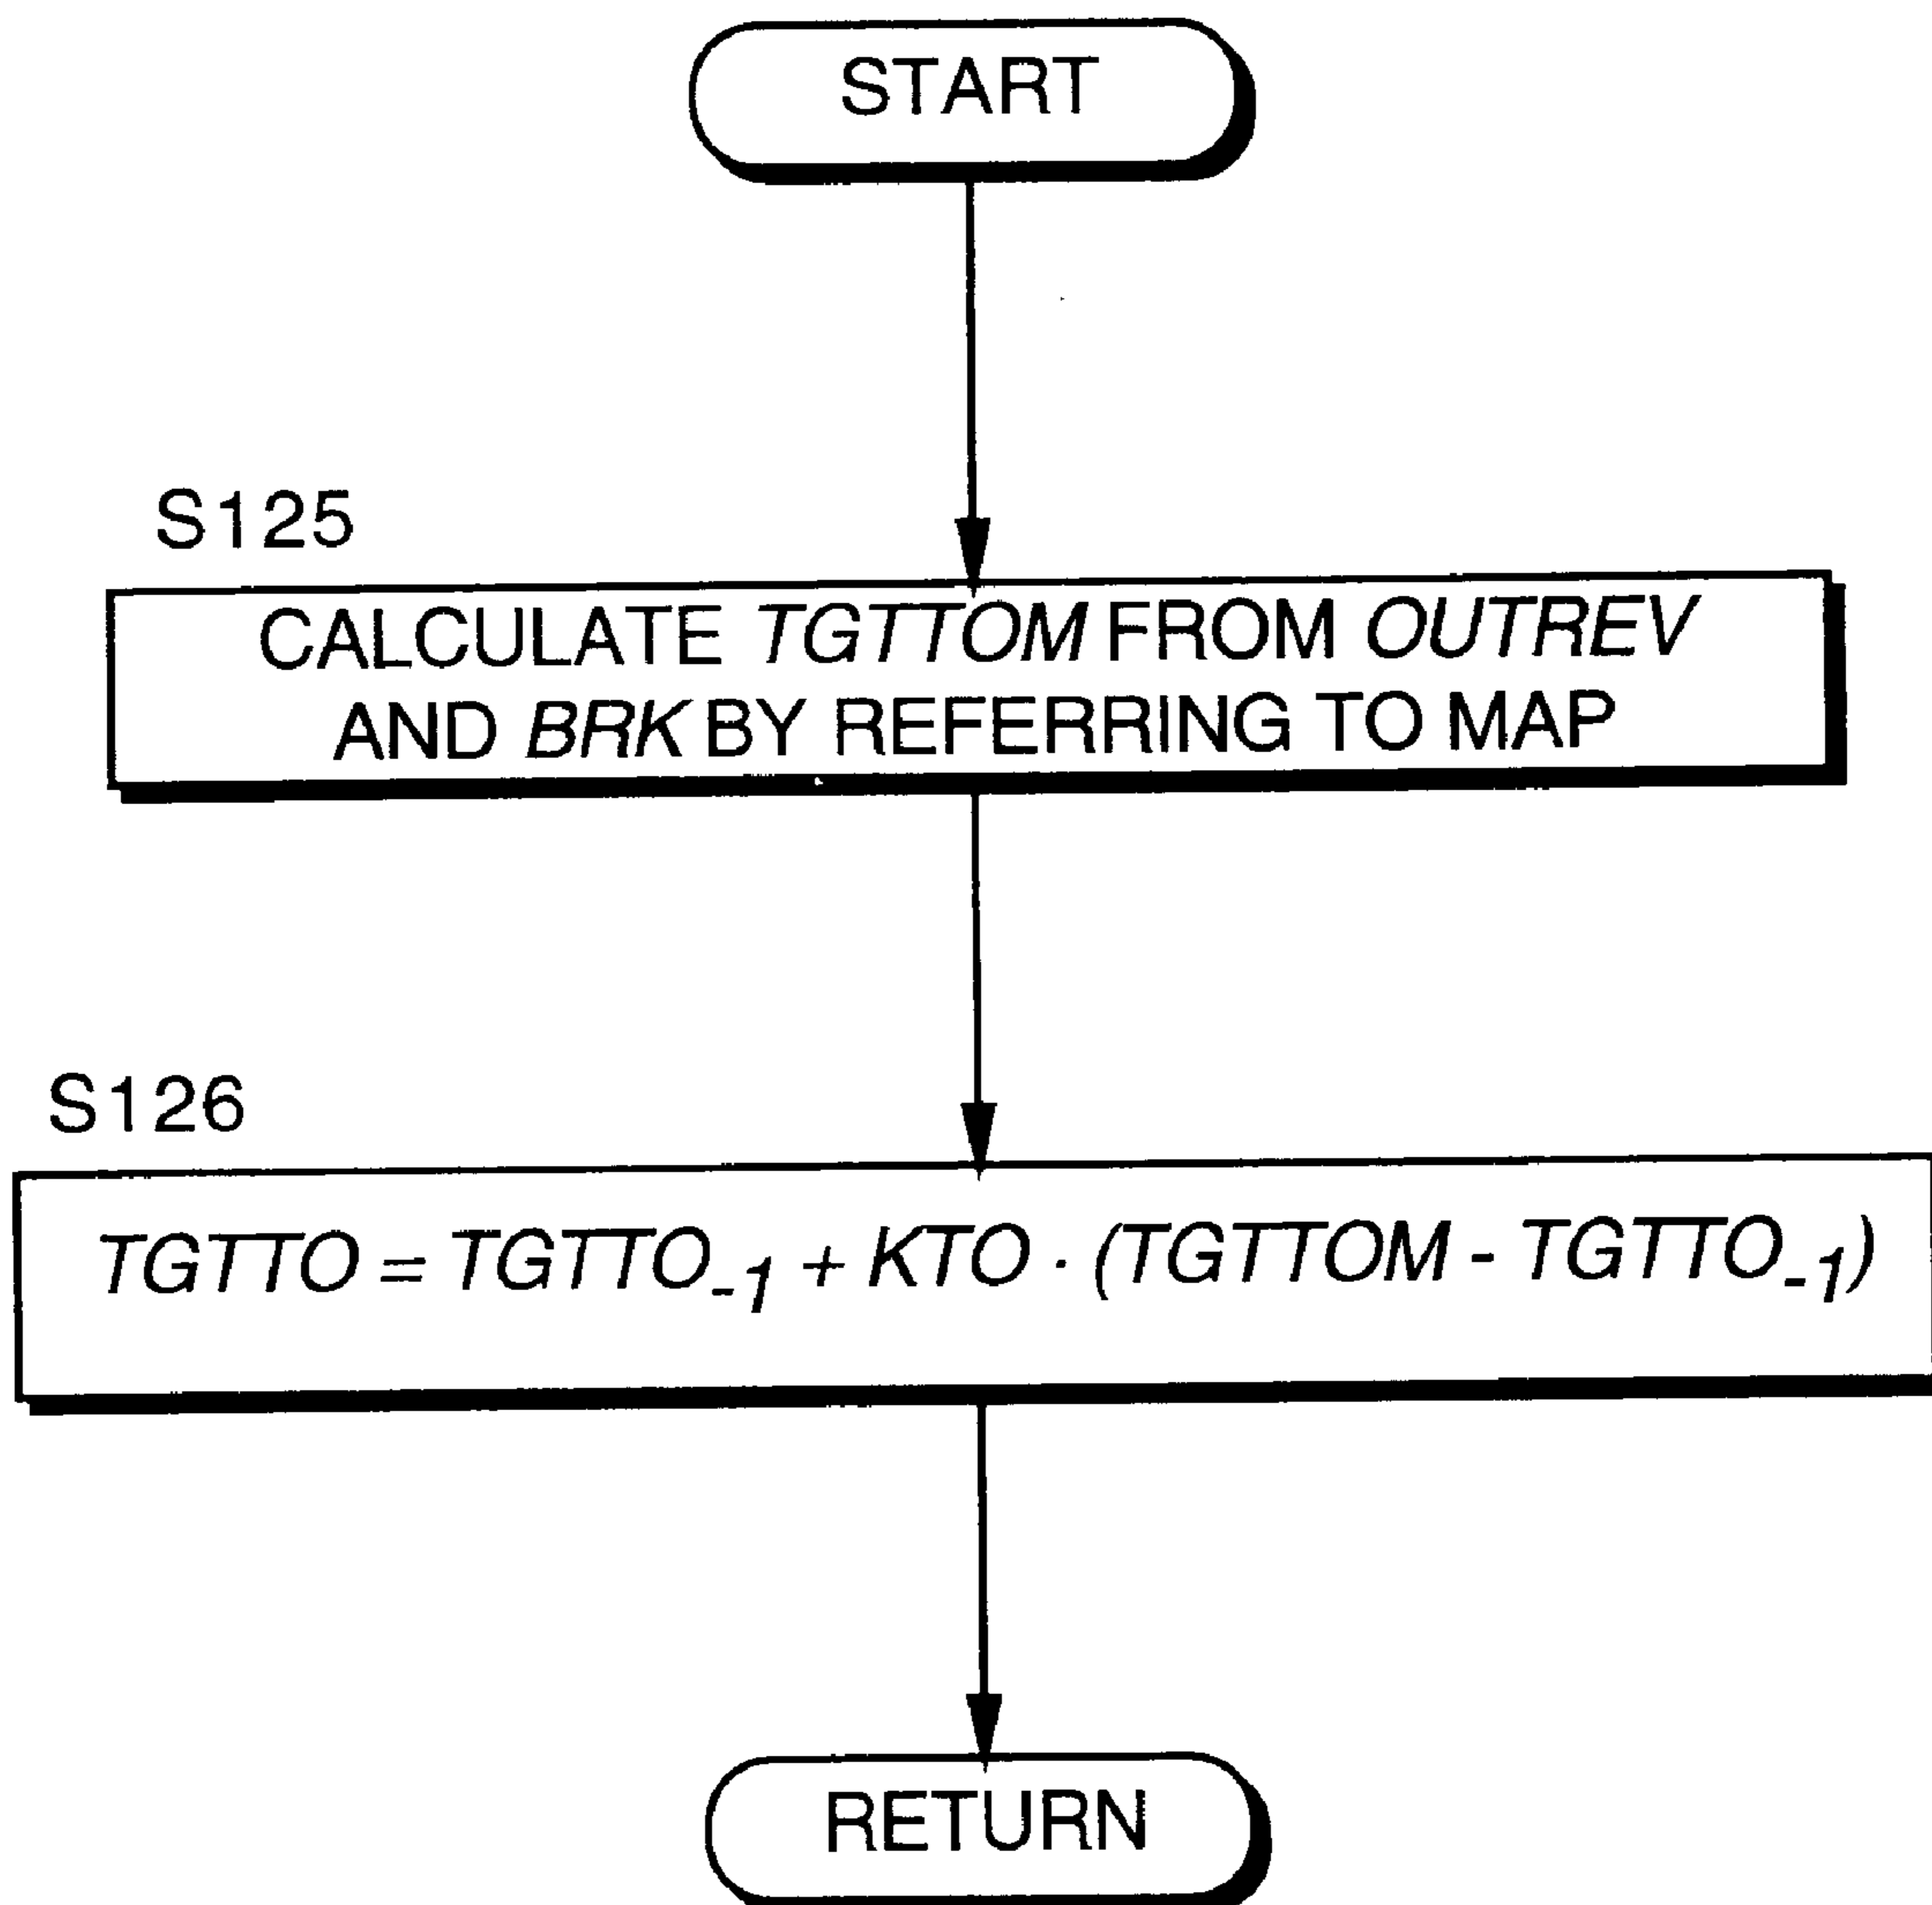 START
S125
CALCULATE TGTTOM FROM OUTREV
AND BRK BY REFERRING TO MAP
S126
TGTTO = TGTTO₋₁ + KTO · (TGTTOM - TGTTO₋₁)
RETURN